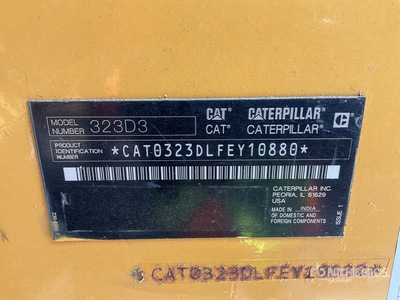 MODEL NUMBER 323D3
CAT® CATERPILLAR®
CAT® CATERPILLAR®
PRODUCT IDENTIFICATION NUMBER *CAT0323DLFEY10880*
CATERPILLAR INC.
PEORIA, IL 61629
USA
MADE IN INDIA
OF DOMESTIC AND
FOREIGN COMPONENTS
ISSUE 1
*CAT0323DLFEY10880*